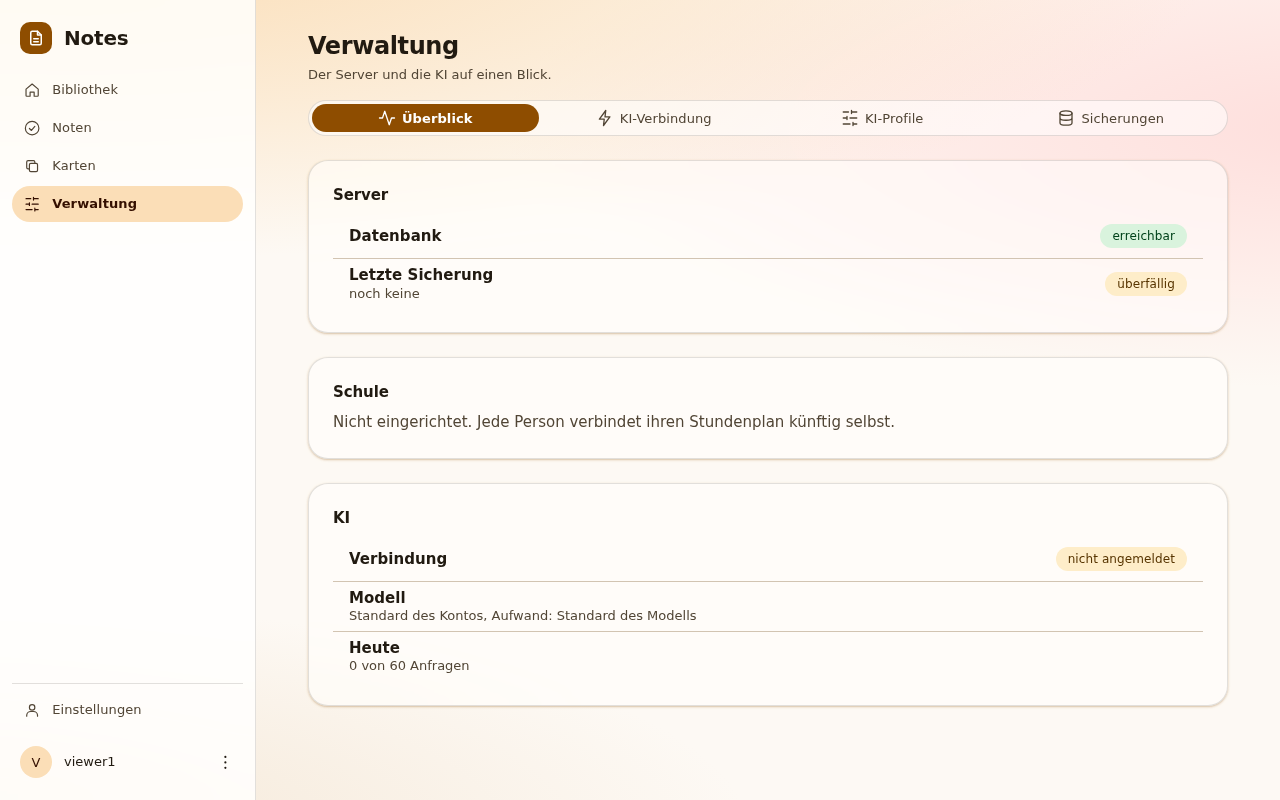 Notes
Bibliothek
Noten
Karten
Verwaltung
Einstellungen
V
viewer1
Verwaltung
Der Server und die KI auf einen Blick.
Überblick
KI-Verbindung
KI-Profile
Sicherungen
Server
Datenbank
erreichbar
Letzte Sicherung
noch keine
überfällig
Schule
Nicht eingerichtet. Jede Person verbindet ihren Stundenplan künftig selbst.
KI
Verbindung
nicht angemeldet
Modell
Standard des Kontos, Aufwand: Standard des Modells
Heute
0 von 60 Anfragen